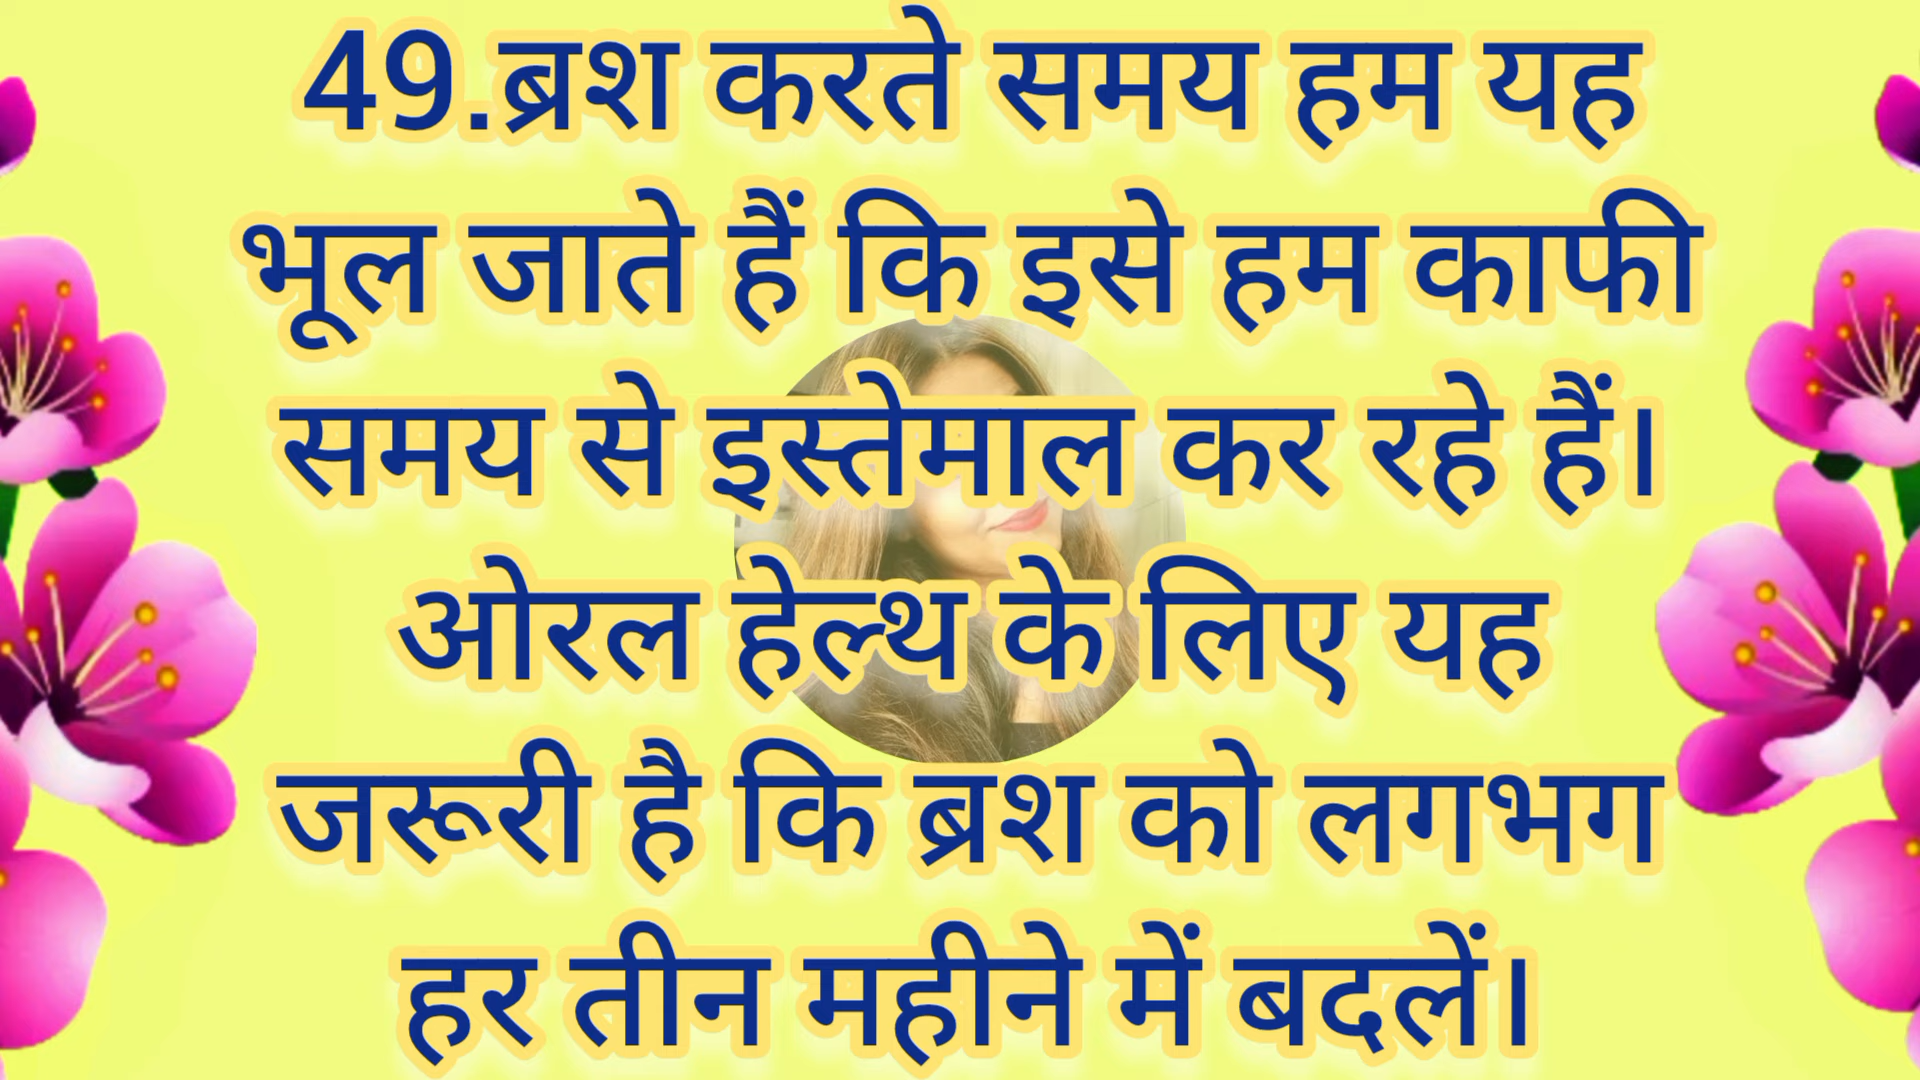 49.ब्रश करते समय हम यह
भूल जाते हैं कि इसे हम काफी
समय से इस्तेमाल कर रहे हैं।
ओरल हेल्थ के लिए यह
जरूरी है कि ब्रश को लगभग
हर तीन महीने में बदलें।